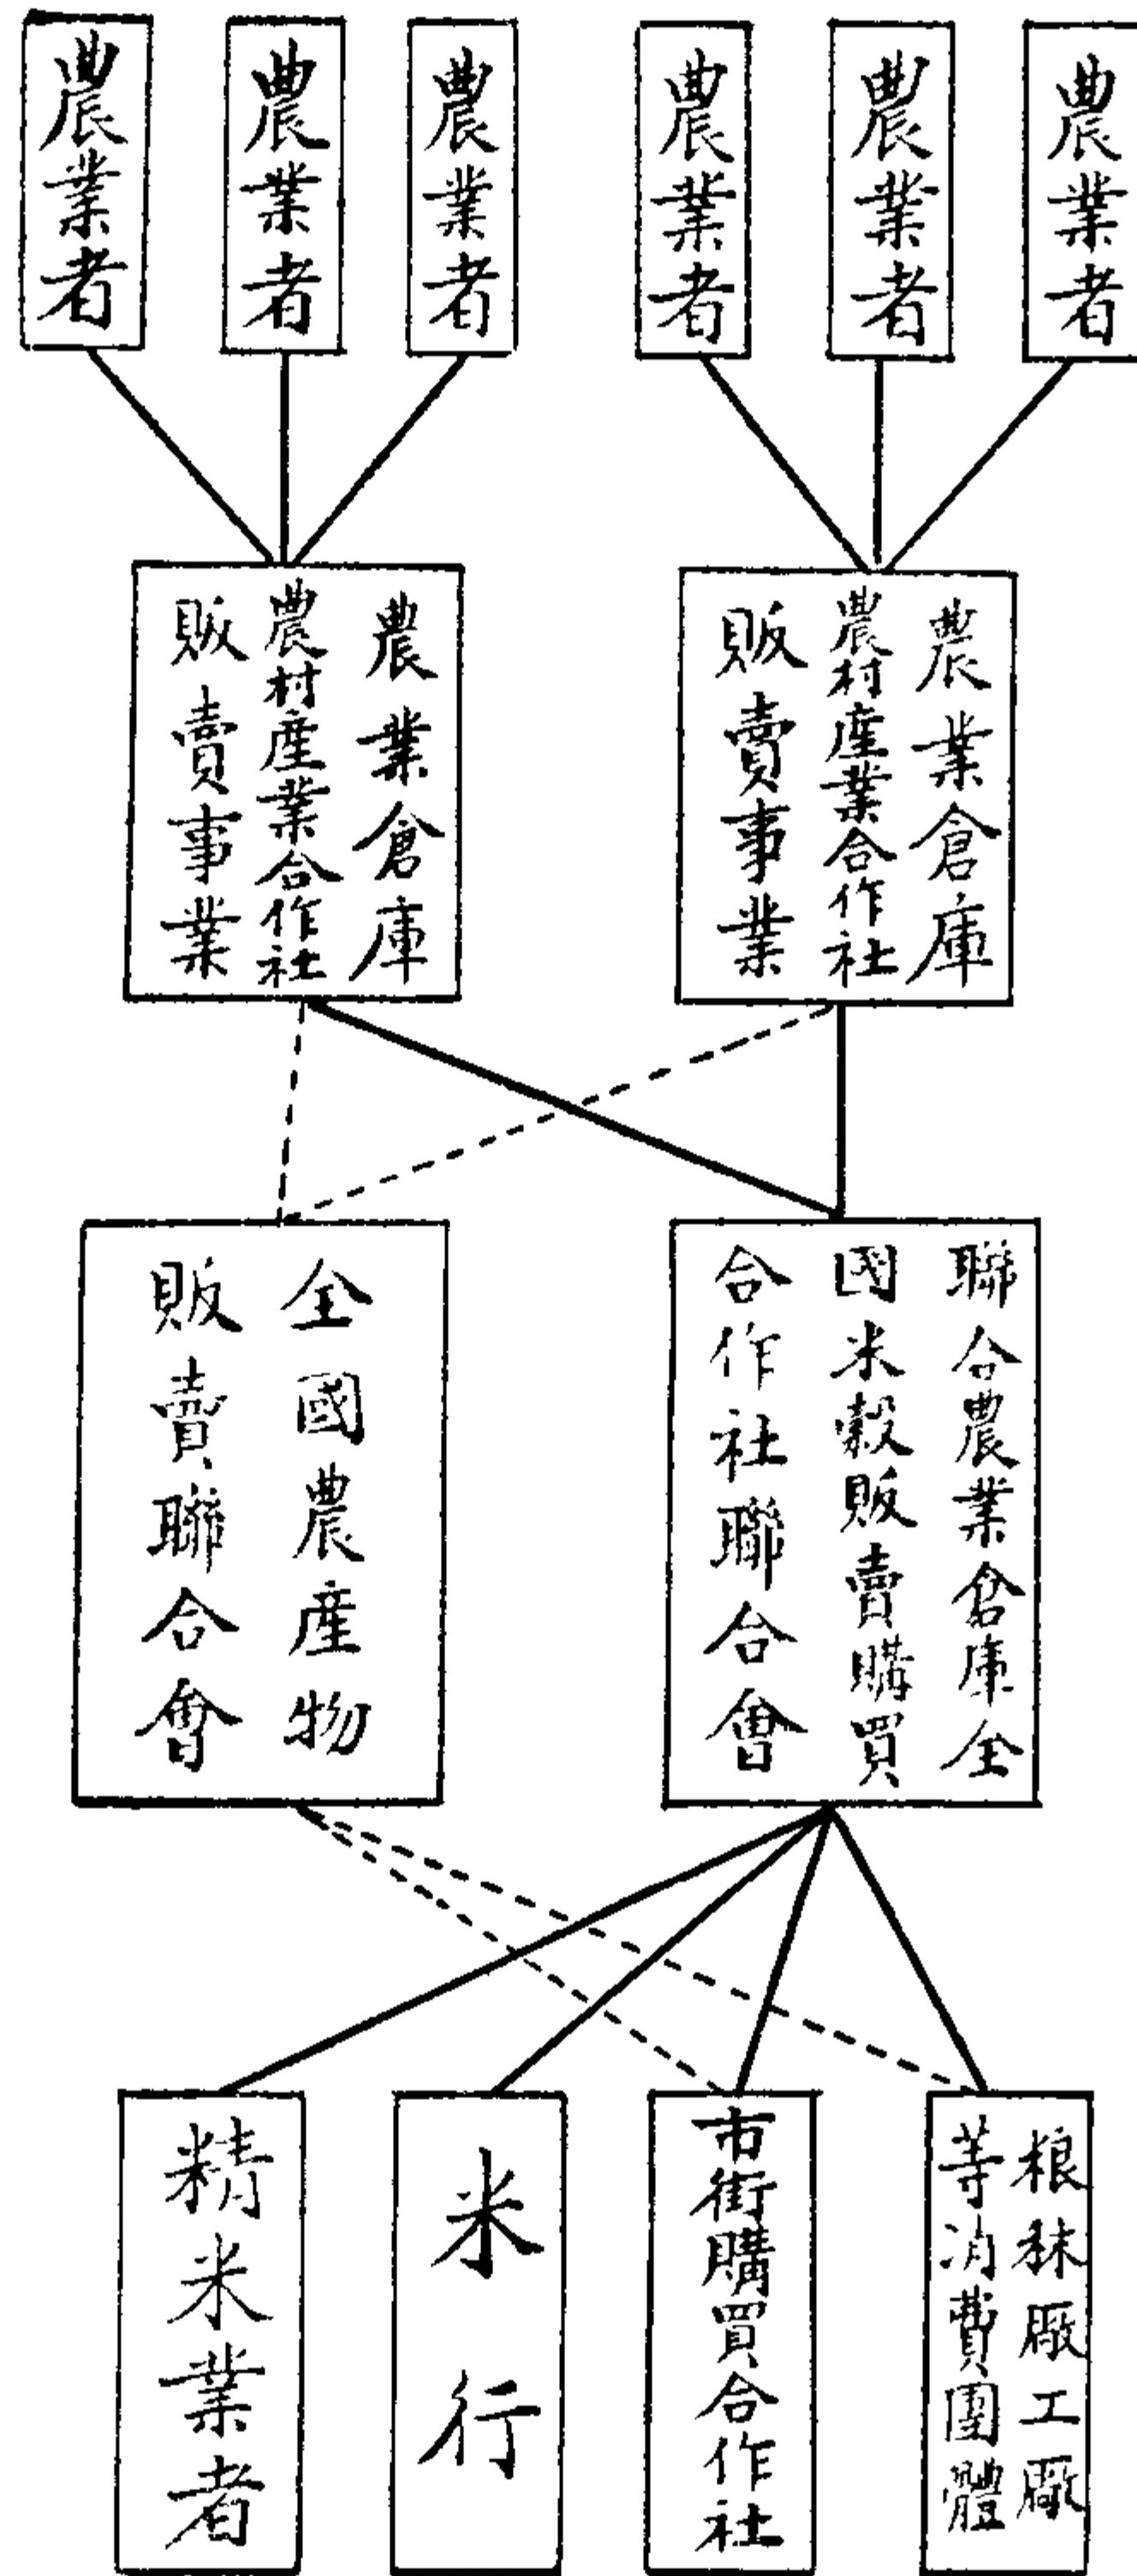 農業者
農業者
農業者
農業者
農業者
農業者
農業倉庫
農村産業合作社
販賣事業
農業倉庫
農村産業合作社
販賣事業
聯合農業倉庫全
國米穀販賣購買
合作社聯合會
全國農産物
販賣聯合會
粮秣廠工廠
等消費團體
市街購買合作社
米行
精米業者